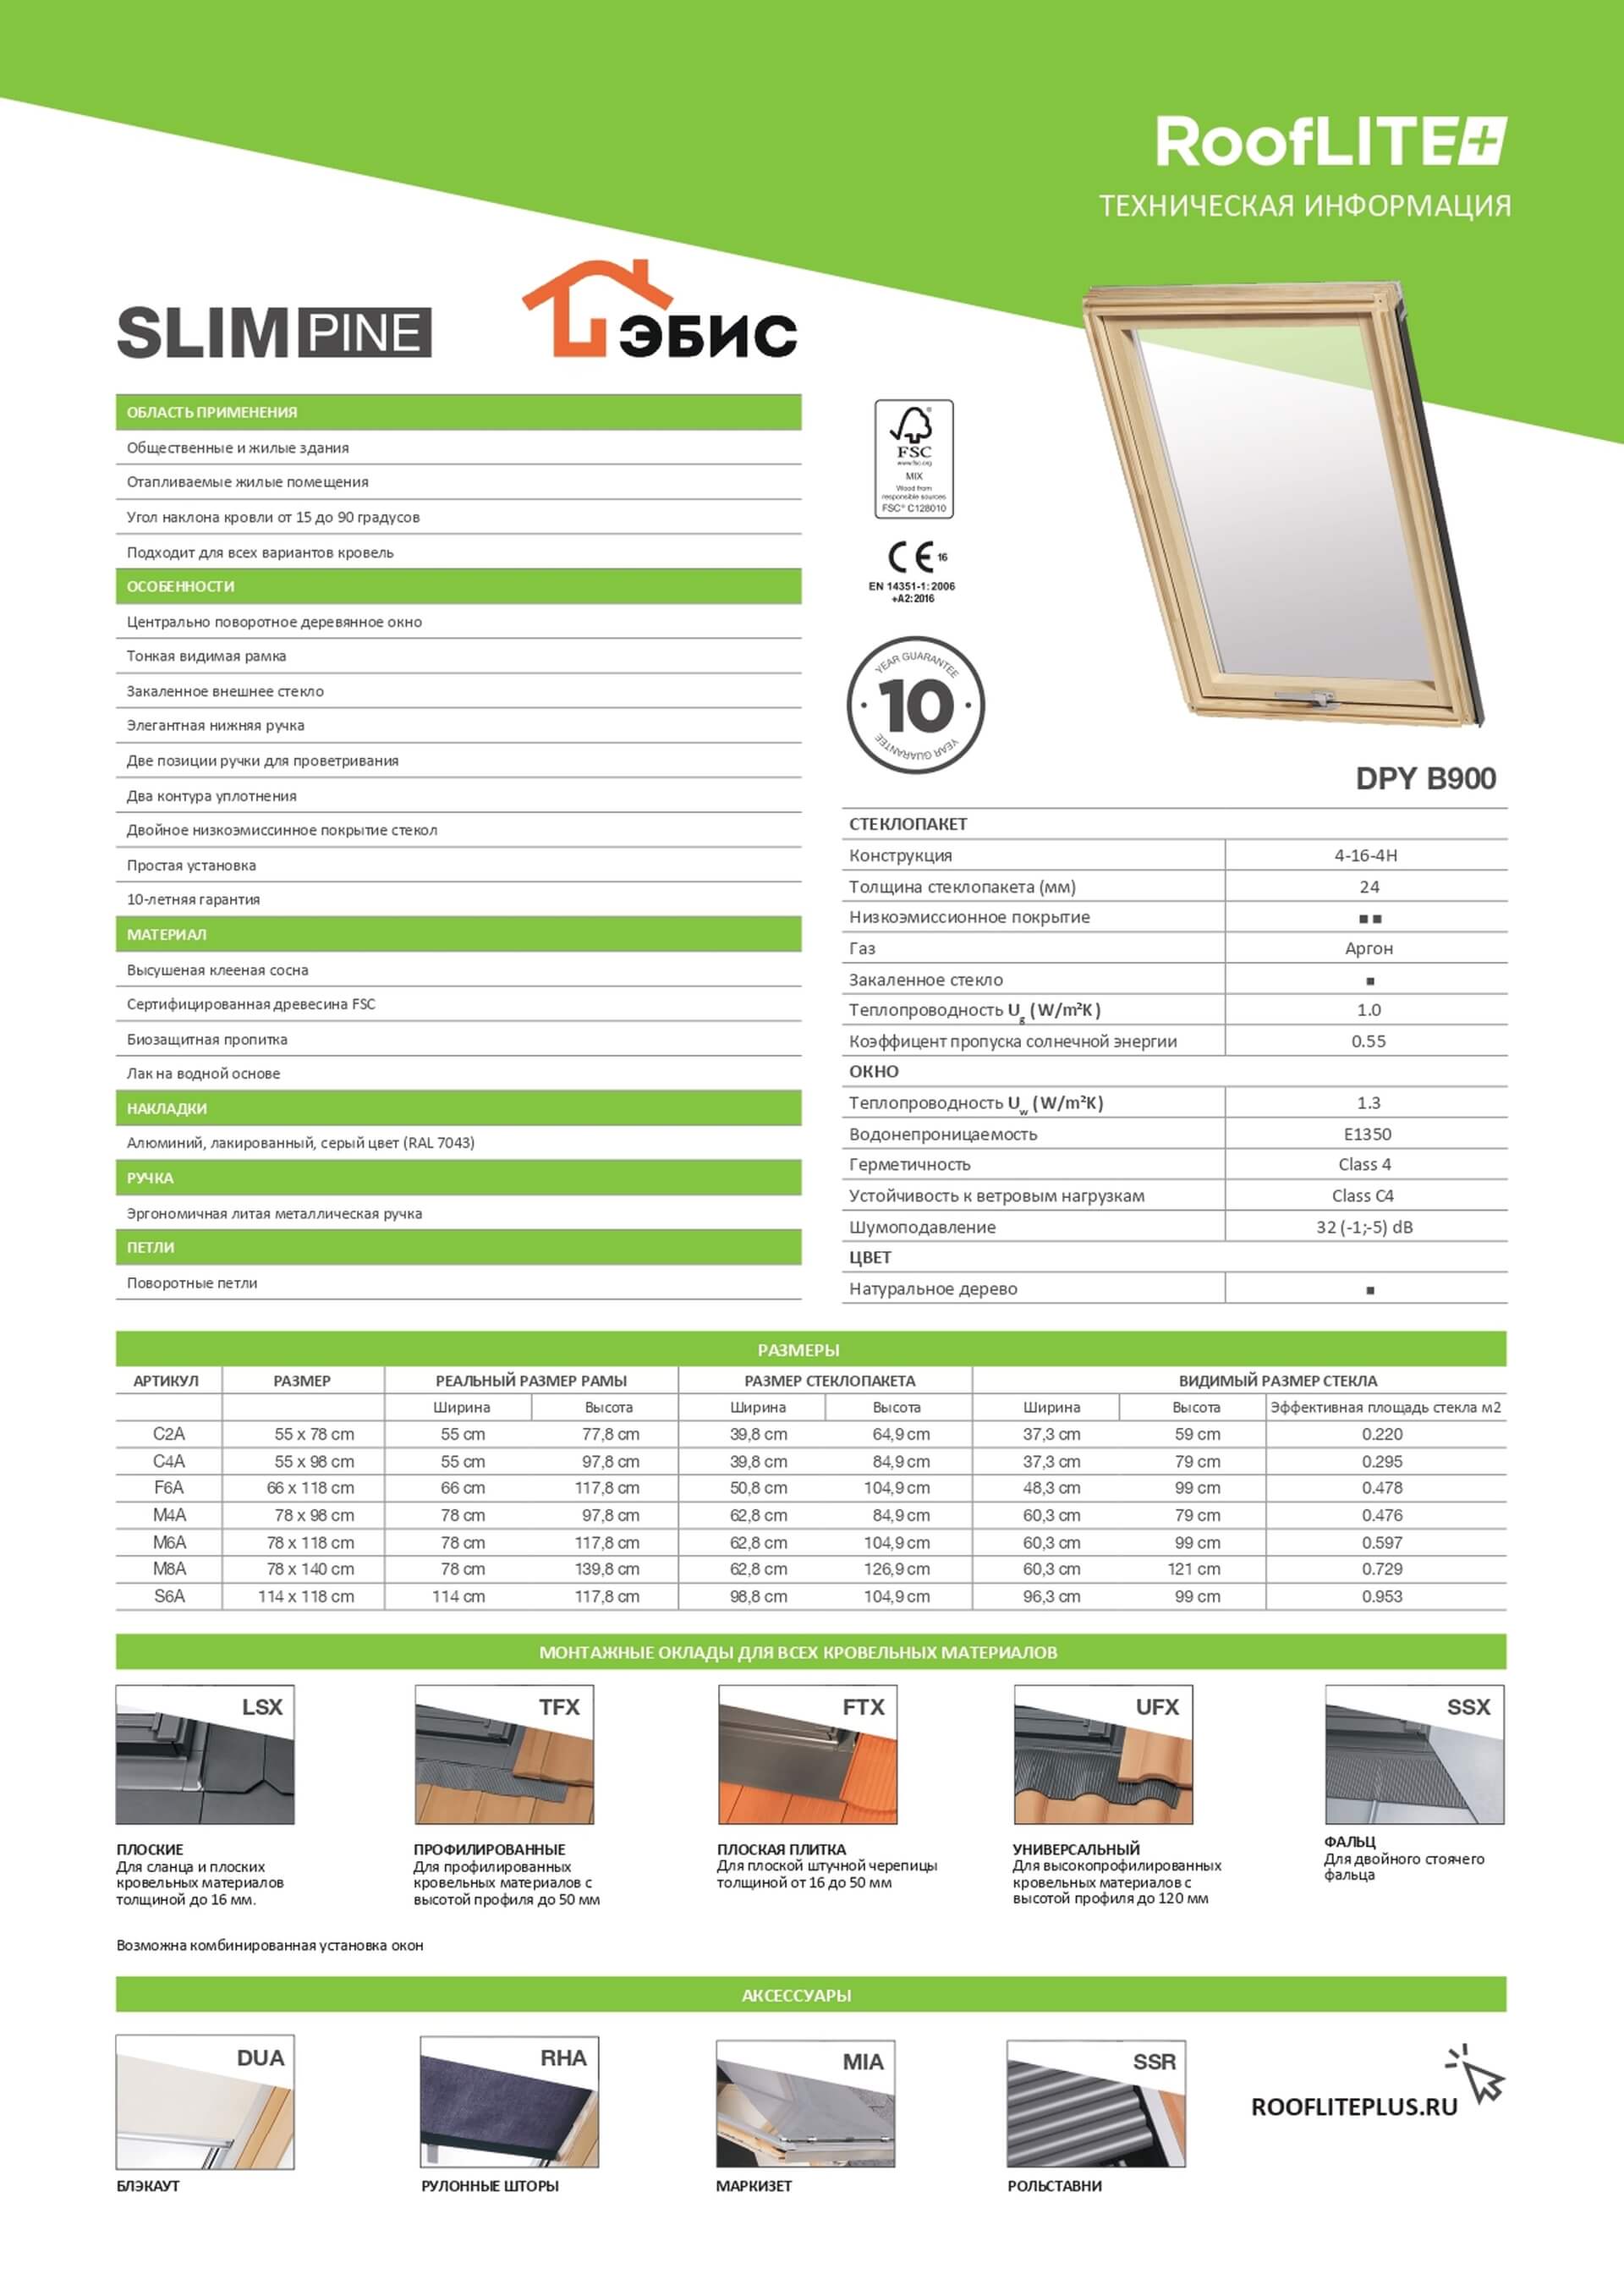 RoofLITE+
ТЕХНИЧЕСКАЯ ИНФОРМАЦИЯ
SLIM PINE
ЭБИС
ОБЛАСТЬ ПРИМЕНЕНИЯ
Общественные и жилые здания
Отапливаемые жилые помещения
Угол наклона кровли от 15 до 90 градусов
Подходит для всех вариантов кровель
ОСОБЕННОСТИ
Центрально поворотное деревянное окно
Тонкая видимая рамка
Закаленное внешнее стекло
Элегантная нижняя ручка
Две позиции ручки для проветривания
Два контура уплотнения
Двойное низкоэмиссинное покрытие стекол
Простая установка
10-летняя гарантия
МАТЕРИАЛ
Высушеная клееная сосна
Сертифицированная древесина FSC
Биозащитная пропитка
Лак на водной основе
НАКЛАДКИ
Алюминий, лакированный, серый цвет (RAL 7043)
РУЧКА
Эргономичная литая металлическая ручка
ПЕТЛИ
Поворотные петли
FSC
www.fsc.org
MIX
Wood from
responsible sources
FSC® C128010
CE 16
EN 14351-1:2006
+A2:2016
YEAR GUARANTEE
10
YEAR GUARANTEE
DPY B900
СТЕКЛОПАКЕТ
Конструкция 4-16-4H
Толщина стеклопакета (мм) 24
Низкоэмиссионное покрытие ■ ■
Газ Аргон
Закаленное стекло ■
Теплопроводность Ug (W/m²K) 1.0
Коэффицент пропуска солнечной энергии 0.55
ОКНО
Теплопроводность Uw (W/m²K) 1.3
Водонепроницаемость E1350
Герметичность Class 4
Устойчивость к ветровым нагрузкам Class C4
Шумоподавление 32 (-1;-5) dB
ЦВЕТ
Натуральное дерево ■
РАЗМЕРЫ
АРТИКУЛ РАЗМЕР РЕАЛЬНЫЙ РАЗМЕР РАМЫ РАЗМЕР СТЕКЛОПАКЕТА ВИДИМЫЙ РАЗМЕР СТЕКЛА
Ширина Высота Ширина Высота Ширина Высота Эффективная площадь стекла м2
C2A 55 x 78 cm 55 cm 77,8 cm 39,8 cm 64,9 cm 37,3 cm 59 cm 0.220
C4A 55 x 98 cm 55 cm 97,8 cm 39,8 cm 84,9 cm 37,3 cm 79 cm 0.295
F6A 66 x 118 cm 66 cm 117,8 cm 50,8 cm 104,9 cm 48,3 cm 99 cm 0.478
M4A 78 x 98 cm 78 cm 97,8 cm 62,8 cm 84,9 cm 60,3 cm 79 cm 0.476
M6A 78 x 118 cm 78 cm 117,8 cm 62,8 cm 104,9 cm 60,3 cm 99 cm 0.597
M8A 78 x 140 cm 78 cm 139,8 cm 62,8 cm 126,9 cm 60,3 cm 121 cm 0.729
S6A 114 x 118 cm 114 cm 117,8 cm 98,8 cm 104,9 cm 96,3 cm 99 cm 0.953
МОНТАЖНЫЕ ОКЛАДЫ ДЛЯ ВСЕХ КРОВЕЛЬНЫХ МАТЕРИАЛОВ
LSX
ПЛОСКИЕ
Для сланца и плоских
кровельных материалов
толщиной до 16 мм.
TFX
ПРОФИЛИРОВАННЫЕ
Для профилированных
кровельных материалов с
высотой профиля до 50 мм
FTX
ПЛОСКАЯ ПЛИТКА
Для плоской штучной черепицы
толщиной от 16 до 50 мм
UFX
УНИВЕРСАЛЬНЫЙ
Для высокопрофилированных
кровельных материалов с
высотой профиля до 120 мм
SSX
ФАЛЬЦ
Для двойного стоячего
фальца
Возможна комбинированная установка окон
АКСЕССУАРЫ
DUA
БЛЭКАУТ
RHA
РУЛОННЫЕ ШТОРЫ
MIA
МАРКИЗЕТ
SSR
РОЛЬСТАВНИ
ROOFLITEPLUS.RU